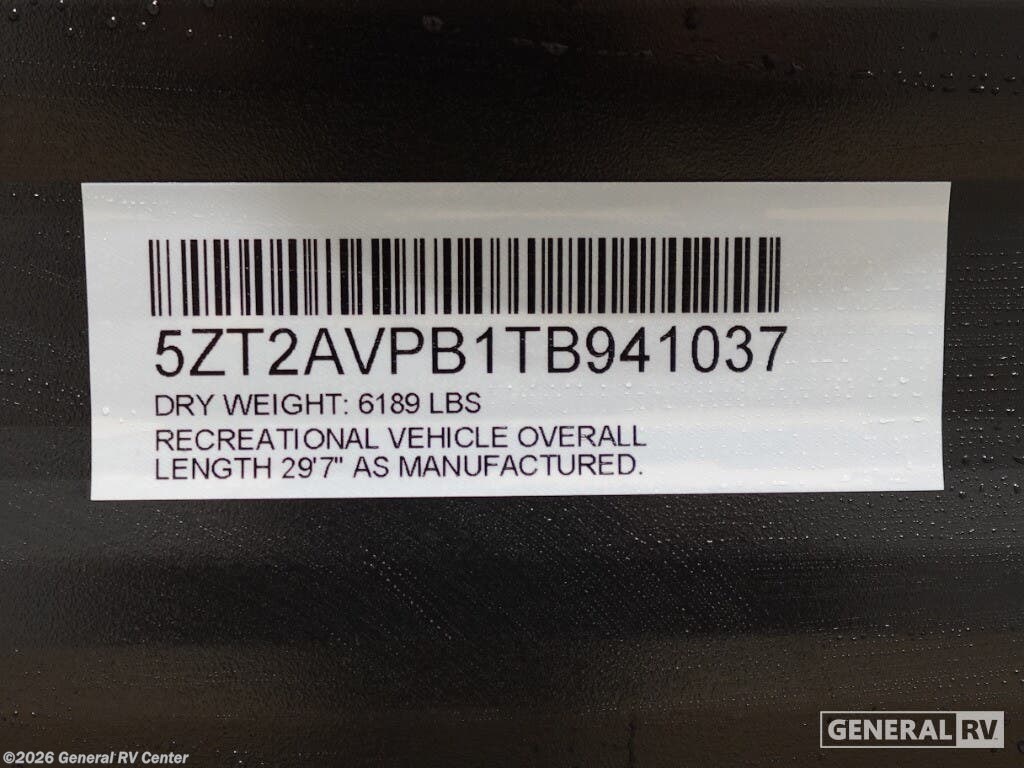 5ZT2AVPB1TB941037
DRY WEIGHT: 6189 LBS
RECREATIONAL VEHICLE OVERALL
LENGTH 29'7" AS MANUFACTURED.
GENERAL RV
©2026 General RV Center